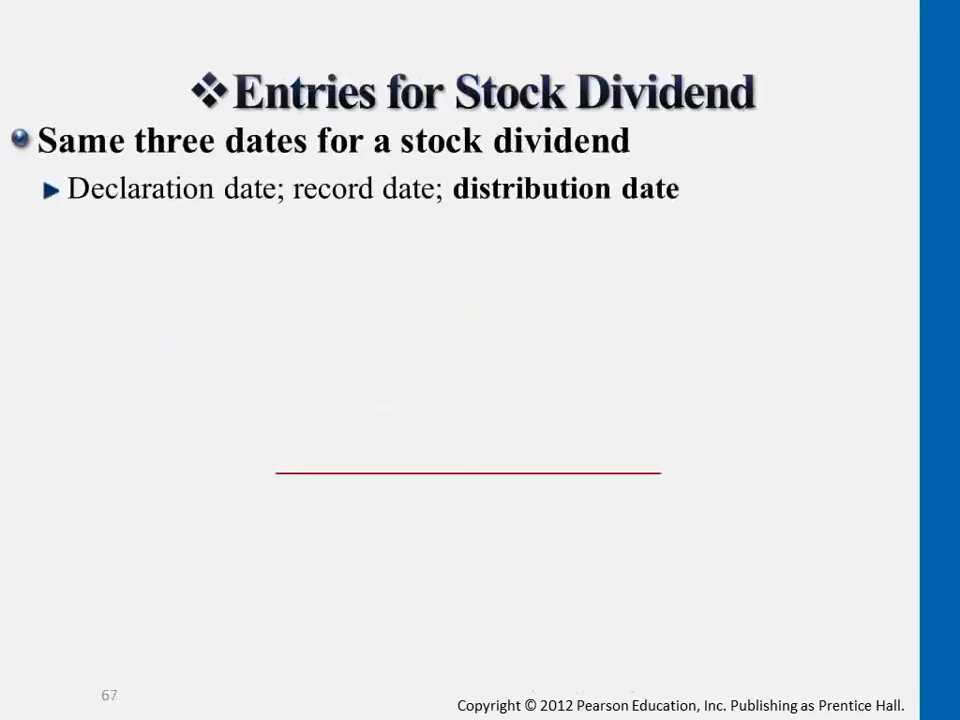 ❖Entries for Stock Dividend
Same three dates for a stock dividend
Declaration date; record date; distribution date
67
Copyright © 2012 Pearson Education, Inc. Publishing as Prentice Hall.